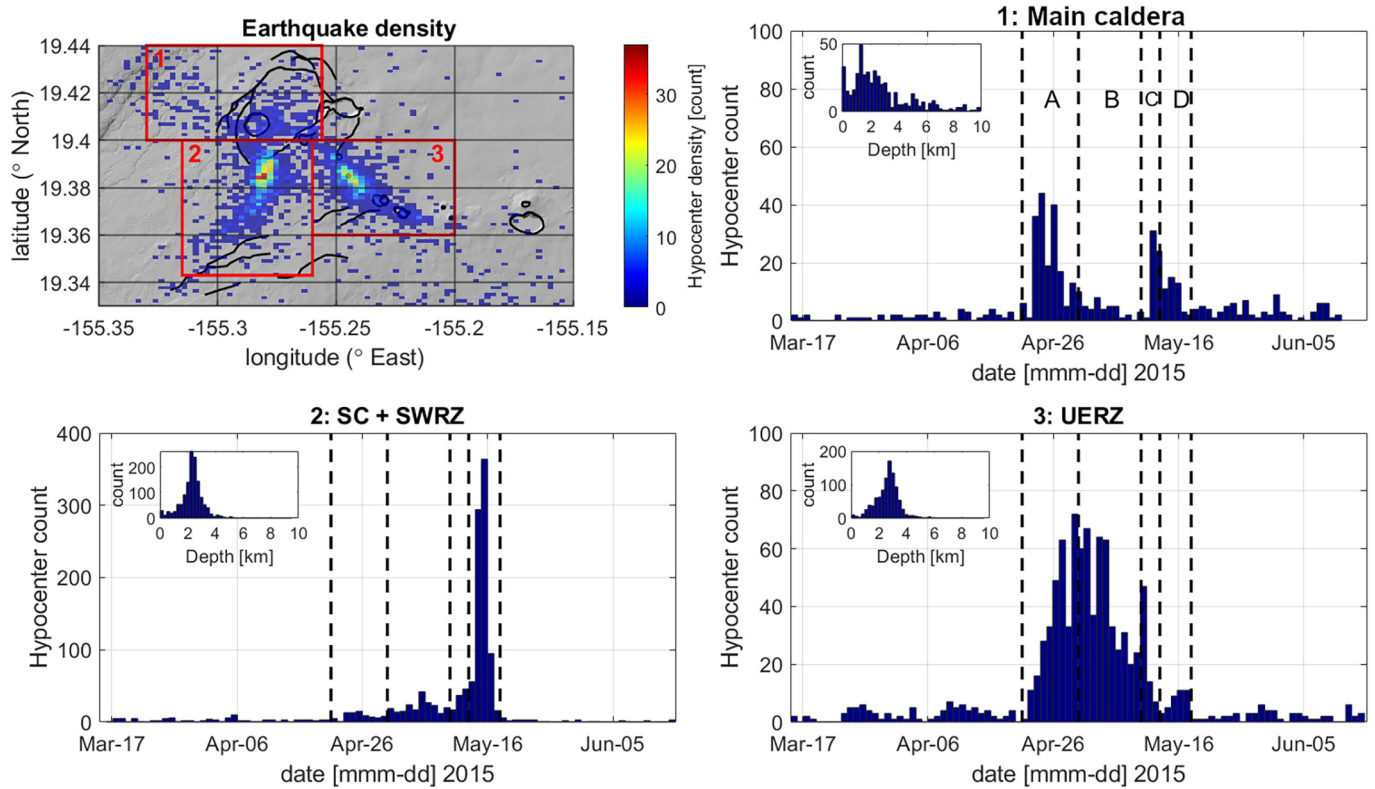 Earthquake density
19.44
19.42
19.4
19.38
19.36
19.34
latitude (° North)
-155.35
-155.3
-155.25
-155.2
-155.15
longitude (° East)
1
2
3
30
20
10
0
Hypocenter density [count]
1: Main caldera
100
80
60
40
20
0
Hypocenter count
50
0
count
0
2
4
6
8
10
Depth [km]
A
B
C
D
Mar-17
Apr-06
Apr-26
May-16
Jun-05
date [mmm-dd] 2015
2: SC + SWRZ
400
300
200
100
0
Hypocenter count
200
100
0
count
0
2
4
6
8
10
Depth [km]
Mar-17
Apr-06
Apr-26
May-16
Jun-05
date [mmm-dd] 2015
3: UERZ
100
80
60
40
20
0
Hypocenter count
200
100
0
count
0
2
4
6
8
10
Depth [km]
Mar-17
Apr-06
Apr-26
May-16
Jun-05
date [mmm-dd] 2015